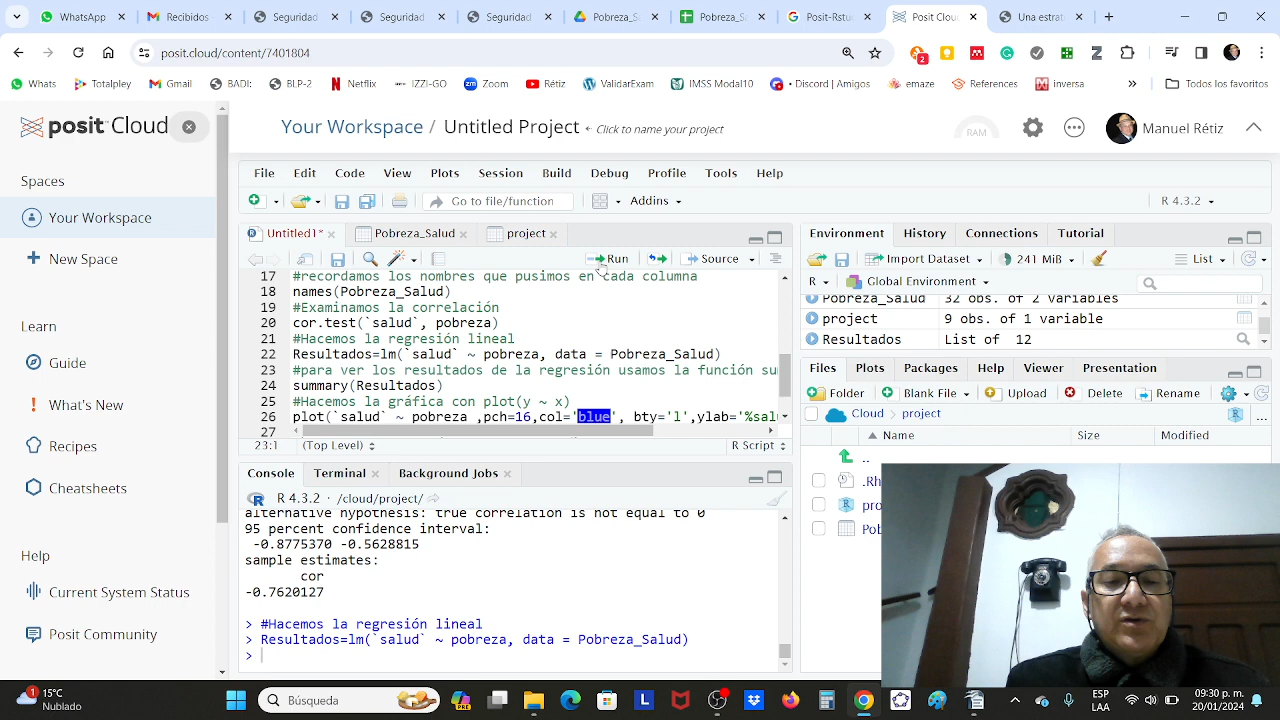 WhatsApp
Recibidos
Seguridad
Seguridad
Seguridad
Pobreza_S
Pobreza_S
Posit-Rstu
Posit Clou
Una estrat
posit.cloud/content/7401804
2
Whats
Totalpley
Gmail
BADI:
BLP-2
Netflix
IZZI-GO
Zoom
Rétiz
ValidarExam
IMSS Modal10
- Discord | Amigos
emaze
References
inversa
Todos los favoritos
posit Cloud
Your Workspace / Untitled Project
Click to name your project
RAM
Manuel Rétiz
Spaces
Your Workspace
New Space
Learn
Guide
What's New
Recipes
Cheatsheets
Help
Current System Status
Posit Community
File Edit Code View Plots Session Build Debug Profile Tools Help
Go to file/function
Addins
R 4.3.2
Untitled1*
Pobreza_Salud
project
Run
Source
17 #recordamos los nombres que pusimos en cada columna
18 names(Pobreza_Salud)
19 #Examinamos la correlación
20 cor.test(`salud`, pobreza)
21 #Hacemos la regresión lineal
22 Resultados=lm(`salud` ~ pobreza, data = Pobreza_Salud)
23 #para ver los resultados de la regresión usamos la función su
24 summary(Resultados)
25 #Hacemos la gráfica con plot(y ~ x)
26 plot(`salud` ~ pobreza ,pch=16,col='blue', bty='l',ylab='%sal
27
23:1
(Top Level)
R Script
Console
Terminal
Background Jobs
R 4.3.2 · /cloud/project/
alternative hypothesis: true correlation is not equal to 0
95 percent confidence interval:
-0.8775370 -0.5628815
sample estimates:
cor
-0.7620127
> #Hacemos la regresión lineal
> Resultados=lm(`salud` ~ pobreza, data = Pobreza_Salud)
>
Environment
History
Connections
Tutorial
Import Dataset
241 MiB
List
R
Global Environment
Pobreza_Salud 32 obs. of 2 variables
project 9 obs. of 1 variable
Resultados List of 12
Files
Plots
Packages
Help
Viewer
Presentation
Folder
Blank File
Upload
Delete
Rename
Cloud
project
Name
Size
Modified
..
.Rh
pro
Pob
1
15°C
Nublado
Búsqueda
ESP
LAA
09:30 p. m.
20/01/2024